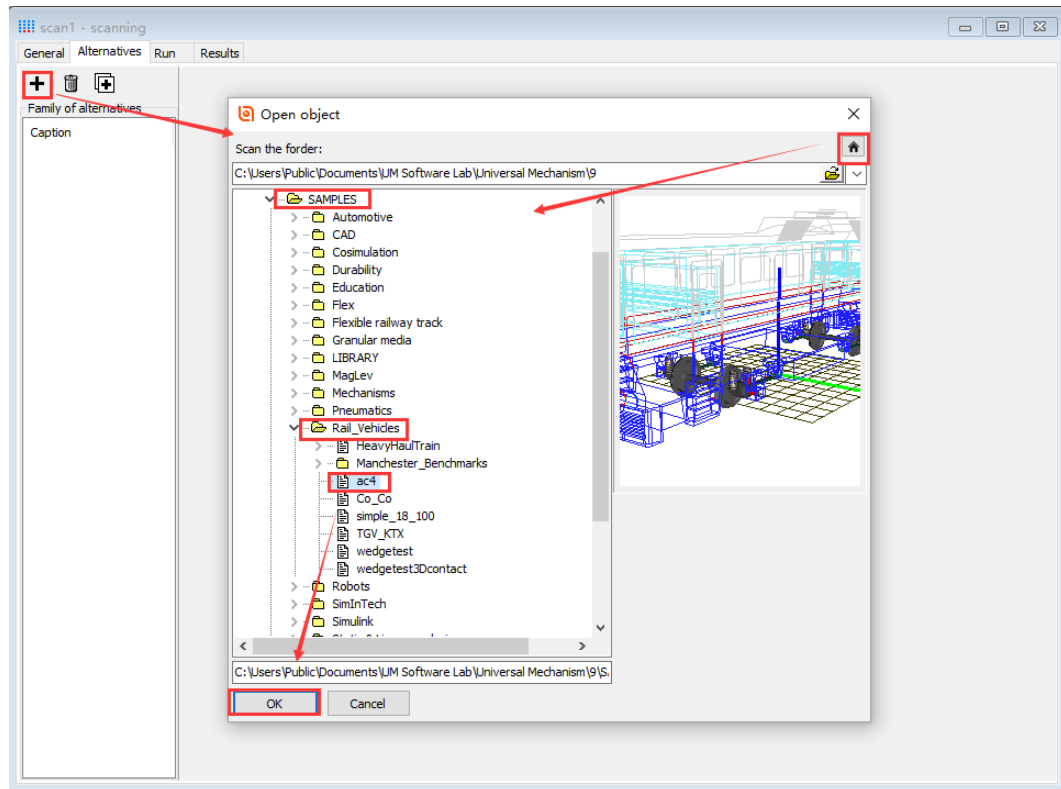 scan1 - scanning
General Alternatives Run Results
Family of alternatives
Caption
Open object
Scan the forder:
C:\Users\Public\Documents\UM Software Lab\Universal Mechanism\9
SAMPLES
Automotive
CAD
Cosimulation
Durability
Education
Flex
Flexible railway track
Granular media
LIBRARY
MagLev
Mechanisms
Pneumatics
Rail_Vehicles
HeavyHaulTrain
Manchester_Benchmarks
ac4
Co_Co
simple_18_100
TGV_KTX
wedgetest
wedgetest3Dcontact
Robots
SimInTech
Simulink
C:\Users\Public\Documents\UM Software Lab\Universal Mechanism\9\S
OK Cancel